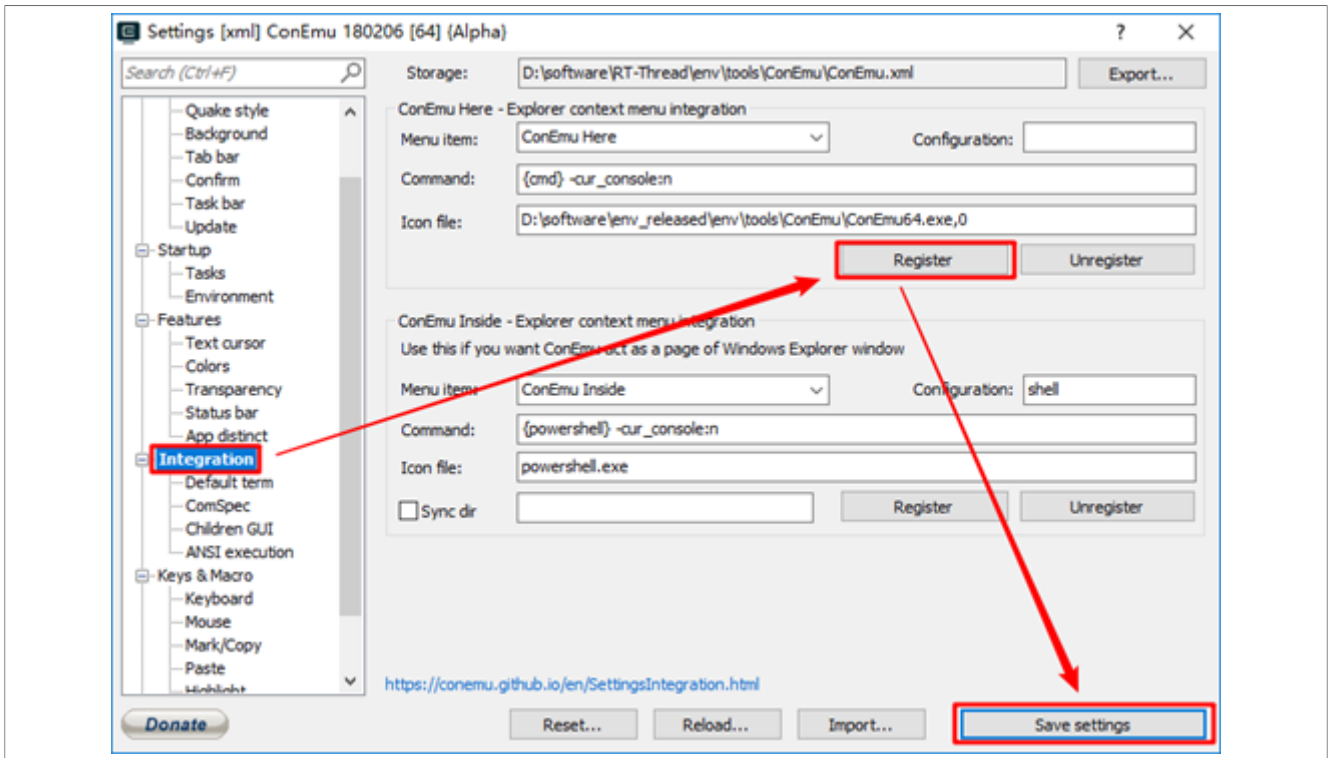 Settings [xml] ConEmu 180206 [64] {Alpha}
Search (Ctrl+F)
Quake style
Background
Tab bar
Confirm
Task bar
Update
Startup
Tasks
Environment
Features
Text cursor
Colors
Transparency
Status bar
App distinct
Integration
Default term
ComSpec
Children GUI
ANSI execution
Keys & Macro
Keyboard
Mouse
Mark/Copy
Paste
Highlight
Storage: D:\software\RT-Thread\env\tools\ConEmu\ConEmu.xml Export...
ConEmu Here - Explorer context menu integration
Menu item: ConEmu Here Configuration:
Command: {cmd} -cur_console:n
Icon file: D:\software\env_released\env\tools\ConEmu\ConEmu64.exe,0
Register Unregister
ConEmu Inside - Explorer context menu integration
Use this if you want ConEmu act as a page of Windows Explorer window
Menu item: ConEmu Inside Configuration: shell
Command: {powershell} -cur_console:n
Icon file: powershell.exe
Sync dir Register Unregister
https://conemu.github.io/en/SettingsIntegration.html
Donate Reset... Reload... Import... Save settings